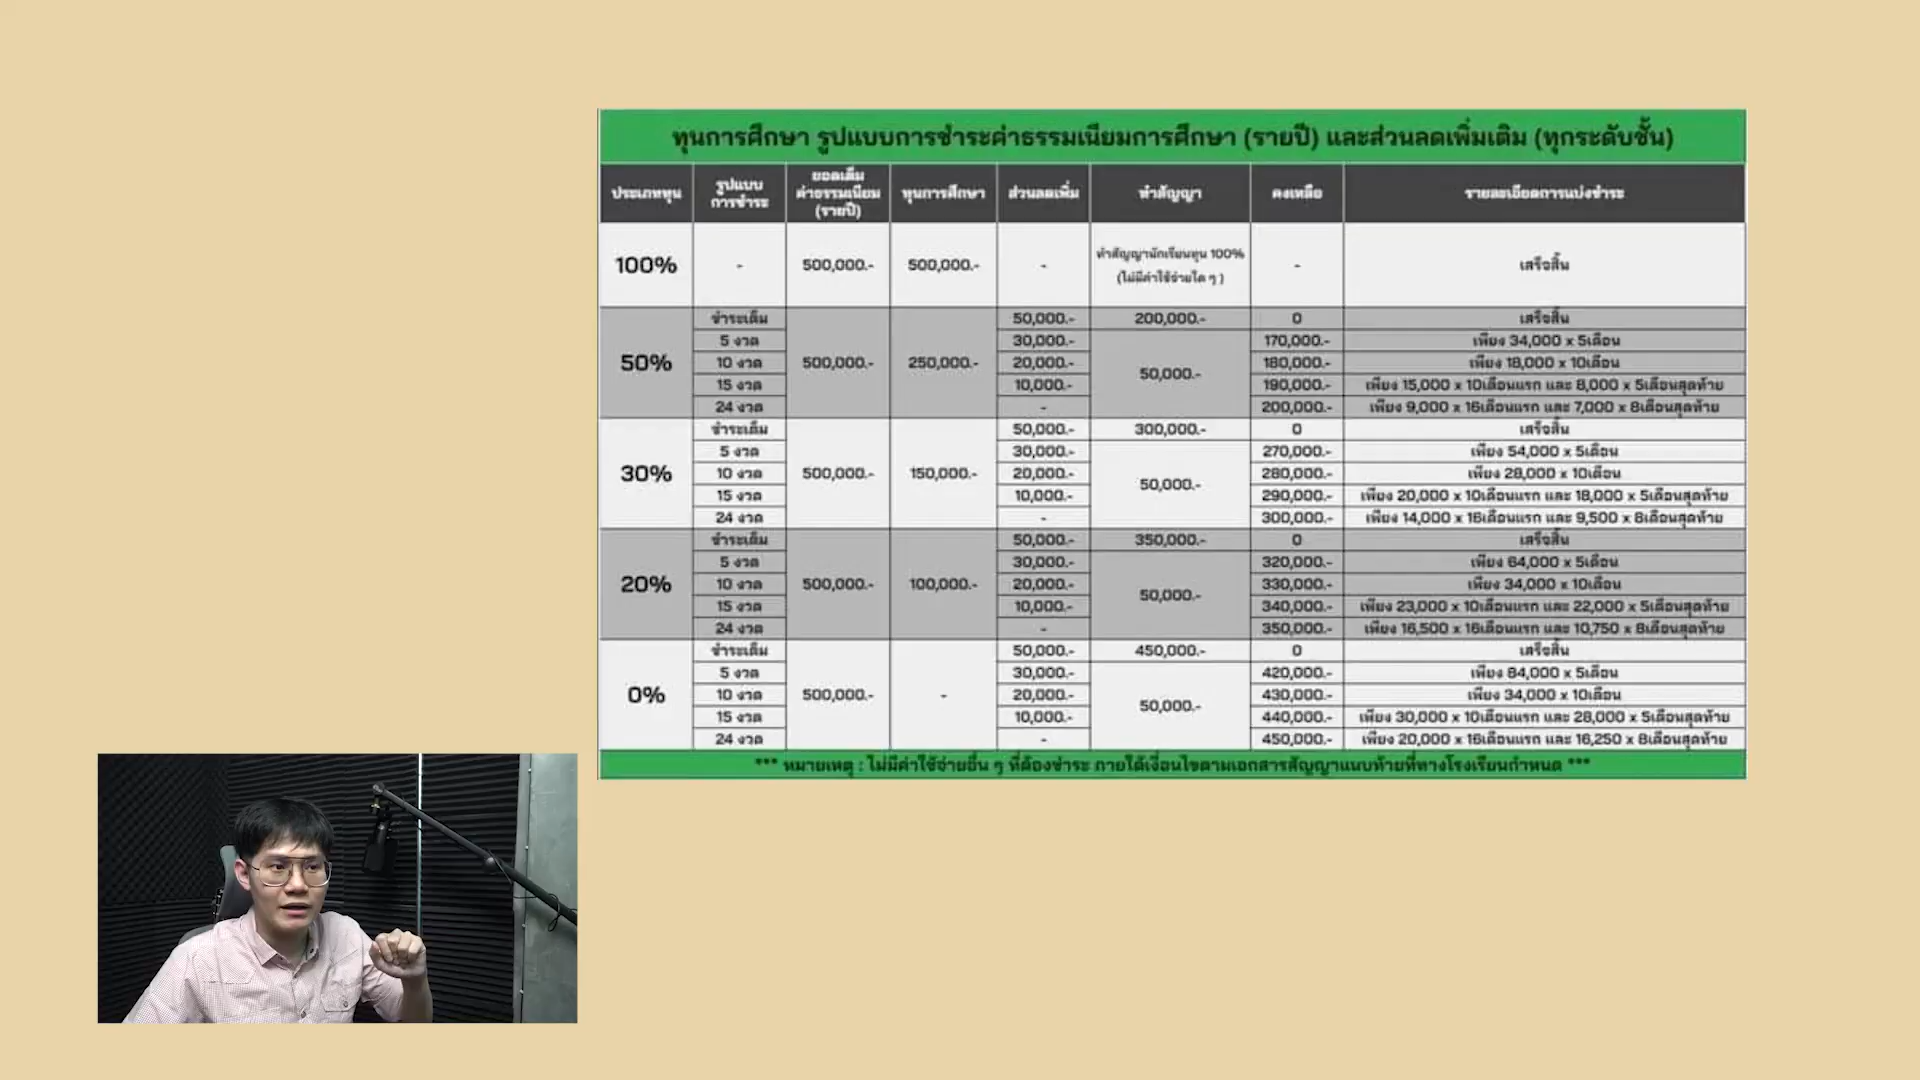 ทุนการศึกษา รูปแบบการชำระค่าธรรมเนียมการศึกษา (รายปี) และส่วนลดเพิ่มเติม (ทุกระดับชั้น)
ประเภททุน รูปแบบการชำระ ยอดเต็มค่าธรรมเนียม (รายปี) ทุนการศึกษา ส่วนลดเพิ่ม ทำสัญญา คงเหลือ รายละเอียดการแบ่งชำระ
100% - 500,000.- 500,000.- - ทำสัญญานักเรียนทุน 100% (ไม่มีค่าใช้จ่ายใด ๆ ) - เสร็จสิ้น
ชำระเต็ม 50,000.- 200,000.- 0 เสร็จสิ้น
5 งวด 30,000.- 170,000.- เพียง 34,000 x 5เดือน
50% 10 งวด 500,000.- 250,000.- 20,000.- 50,000.- 180,000.- เพียง 18,000 x 10เดือน
15 งวด 10,000.- 190,000.- เพียง 15,000 x 10เดือนแรก และ 8,000 x 5เดือนสุดท้าย
24 งวด - 200,000.- เพียง 9,000 x 16เดือนแรก และ 7,000 x 8เดือนสุดท้าย
ชำระเต็ม 50,000.- 300,000.- 0 เสร็จสิ้น
5 งวด 30,000.- 270,000.- เพียง 54,000 x 5เดือน
30% 10 งวด 500,000.- 150,000.- 20,000.- 50,000.- 280,000.- เพียง 28,000 x 10เดือน
15 งวด 10,000.- 290,000.- เพียง 20,000 x 10เดือนแรก และ 18,000 x 5เดือนสุดท้าย
24 งวด - 300,000.- เพียง 14,000 x 16เดือนแรก และ 9,500 x 8เดือนสุดท้าย
ชำระเต็ม 50,000.- 350,000.- 0 เสร็จสิ้น
5 งวด 30,000.- 320,000.- เพียง 64,000 x 5เดือน
20% 10 งวด 500,000.- 100,000.- 20,000.- 50,000.- 330,000.- เพียง 34,000 x 10เดือน
15 งวด 10,000.- 340,000.- เพียง 23,000 x 10เดือนแรก และ 22,000 x 5เดือนสุดท้าย
24 งวด - 350,000.- เพียง 16,500 x 16เดือนแรก และ 10,750 x 8เดือนสุดท้าย
ชำระเต็ม 50,000.- 450,000.- 0 เสร็จสิ้น
5 งวด 30,000.- 420,000.- เพียง 84,000 x 5เดือน
0% 10 งวด 500,000.- - 20,000.- 50,000.- 430,000.- เพียง 34,000 x 10เดือน
15 งวด 10,000.- 440,000.- เพียง 30,000 x 10เดือนแรก และ 28,000 x 5เดือนสุดท้าย
24 งวด - 450,000.- เพียง 20,000 x 16เดือนแรก และ 16,250 x 8เดือนสุดท้าย
*** หมายเหตุ : ไม่มีค่าใช้จ่ายอื่น ๆ ที่ต้องชำระ ภายใต้เงื่อนไขตามเอกสารสัญญาแนบท้ายที่ทางโรงเรียนกำหนด ***